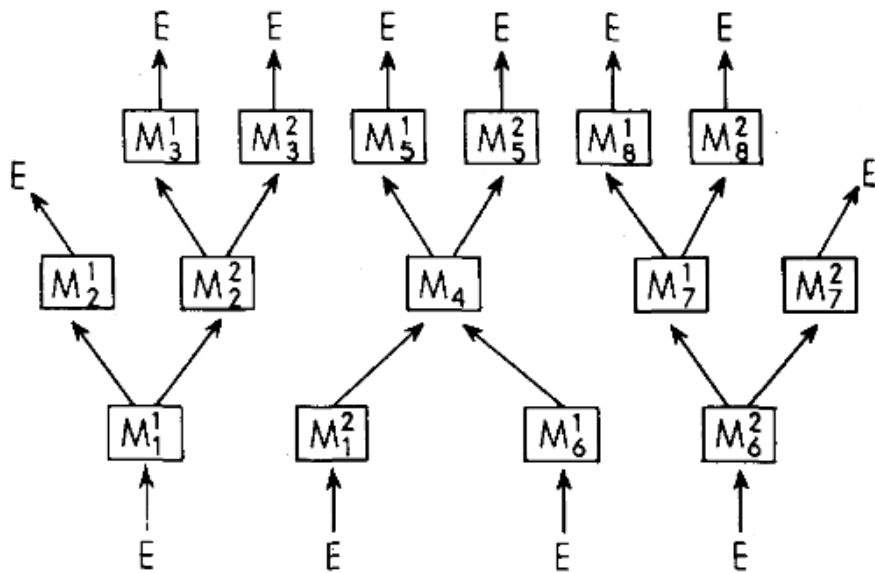 E E E E E E
M₃¹ M₃² M₅¹ M₅² M₈¹ M₈²
E E
M₂¹ M₂² M₄ M₇¹ M₇²
M₁¹ M₁² M₆¹ M₆²
E E E E